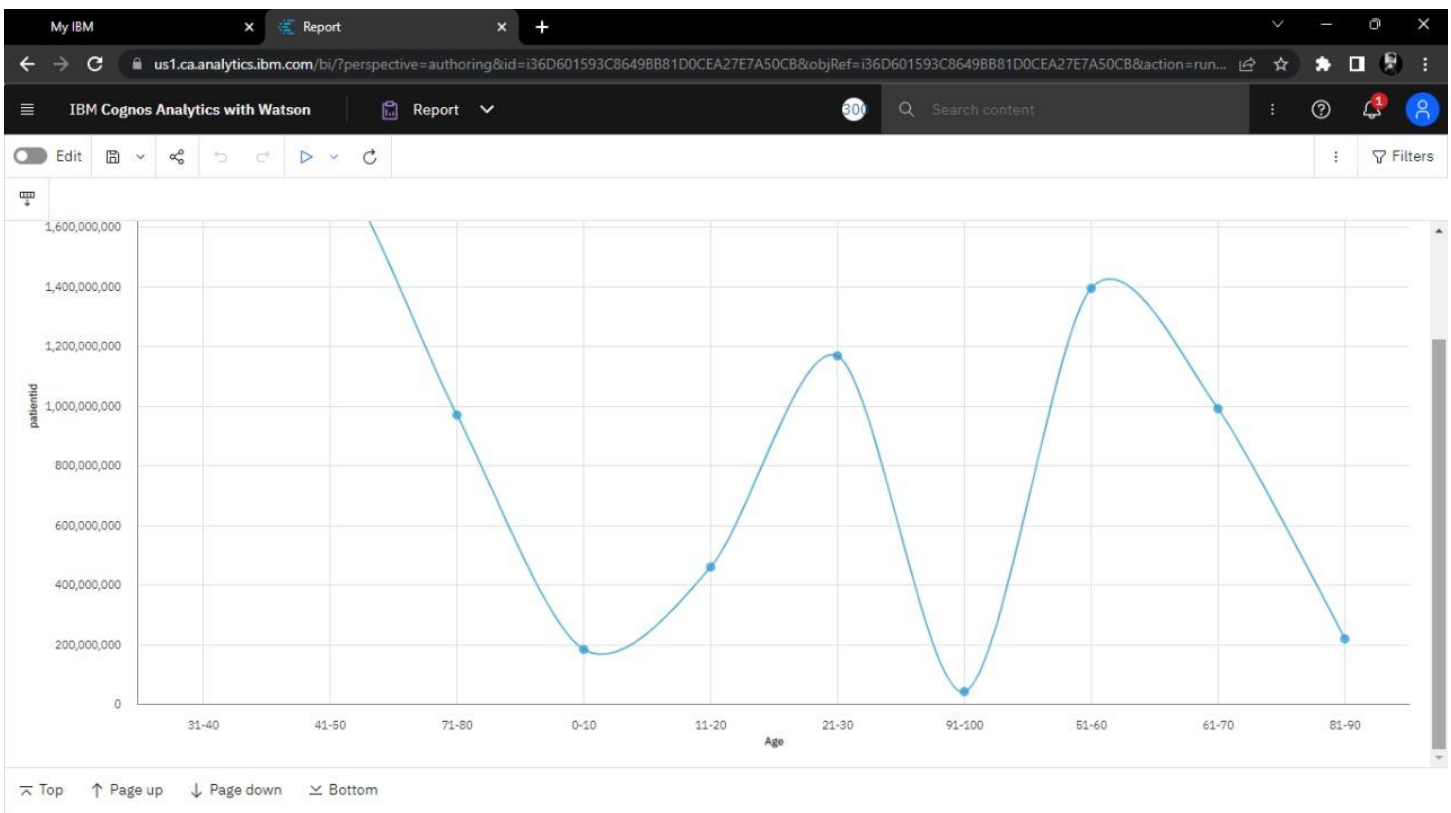 My IBM
Report
us1.ca.analytics.ibm.com/bi/?perspective=authoring&id=i36D601593C8649BB81D0CEA27E7A50CB&objRef=i36D601593C8649BB81D0CEA27E7A50CB&action=run...
IBM Cognos Analytics with Watson
Report
300
Search content
1
Edit
Filters
1,600,000,000
1,400,000,000
1,200,000,000
1,000,000,000
800,000,000
600,000,000
400,000,000
200,000,000
0
patientid
31-40 41-50 71-80 0-10 11-20 21-30 91-100 51-60 61-70 81-90
Age
Top Page up Page down Bottom